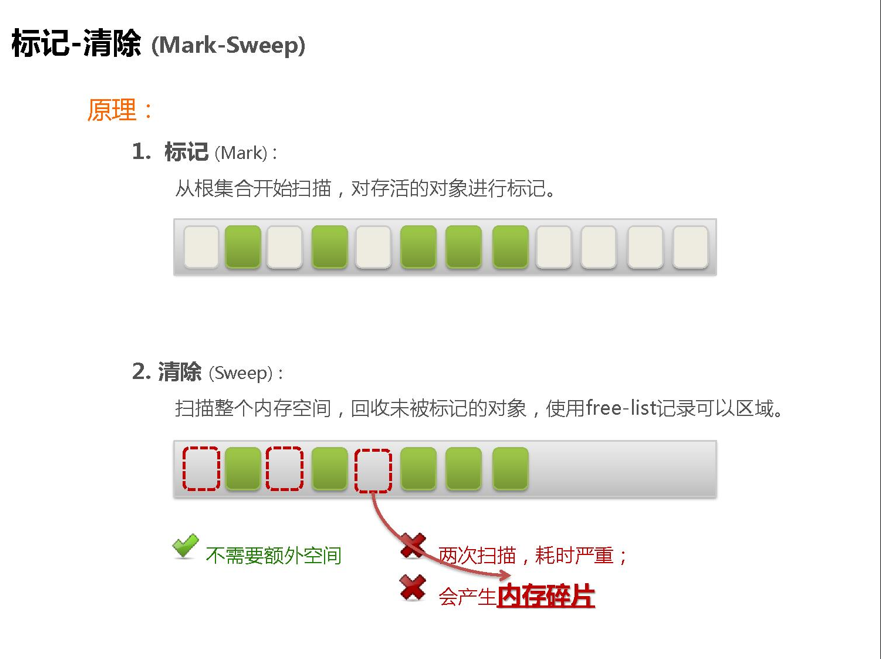 标记-清除 (Mark-Sweep)
原理：
1. 标记 (Mark)：
从根集合开始扫描，对存活的对象进行标记。
2. 清除 (Sweep)：
扫描整个内存空间，回收未被标记的对象，使用free-list记录可以区域。
不需要额外空间
两次扫描，耗时严重；
会产生内存碎片